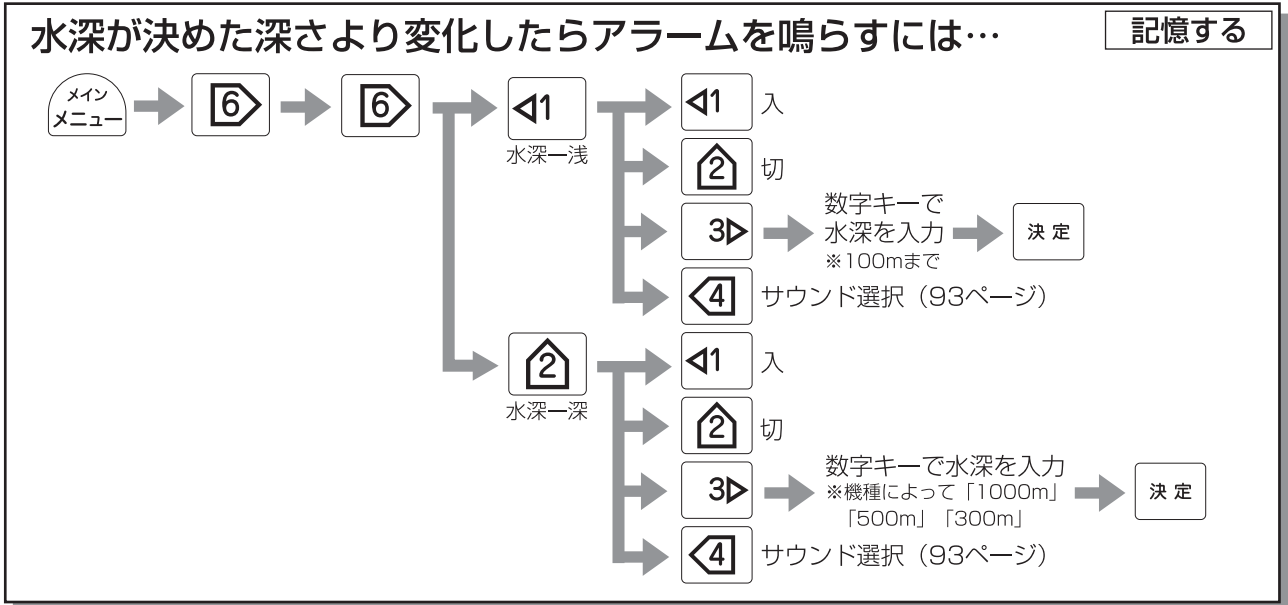 水深が決めた深さより変化したらアラームを鳴らすには…
記憶する
メイン
メニュー
6
6
1
水深ー浅
1
入
2
切
3
数字キーで
水深を入力
※100mまで
決定
4
サウンド選択（93ページ）
2
水深ー深
1
入
2
切
3
数字キーで水深を入力
※機種によって「1000m」
「500m」「300m」
決定
4
サウンド選択（93ページ）